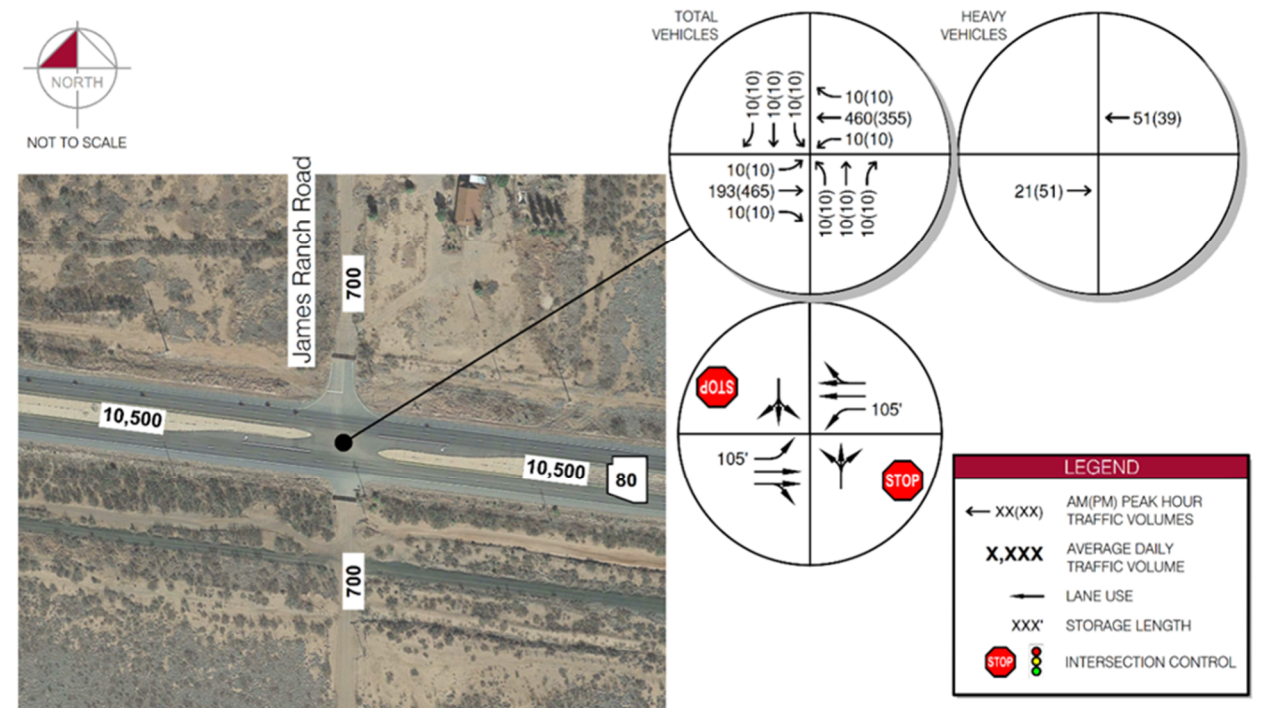 NORTH
NOT TO SCALE
James Ranch Road
700
10,500
10,500
80
700
TOTAL
VEHICLES
10(10)
10(10)
10(10)
10(10)
460(355)
10(10)
10(10)
193(465)
10(10)
10(10)
10(10)
10(10)
HEAVY
VEHICLES
51(39)
21(51)
STOP
105'
105'
STOP
LEGEND
XX(XX)
AM(PM) PEAK HOUR
TRAFFIC VOLUMES
X,XXX
AVERAGE DAILY
TRAFFIC VOLUME
LANE USE
XXX'
STORAGE LENGTH
STOP
INTERSECTION CONTROL